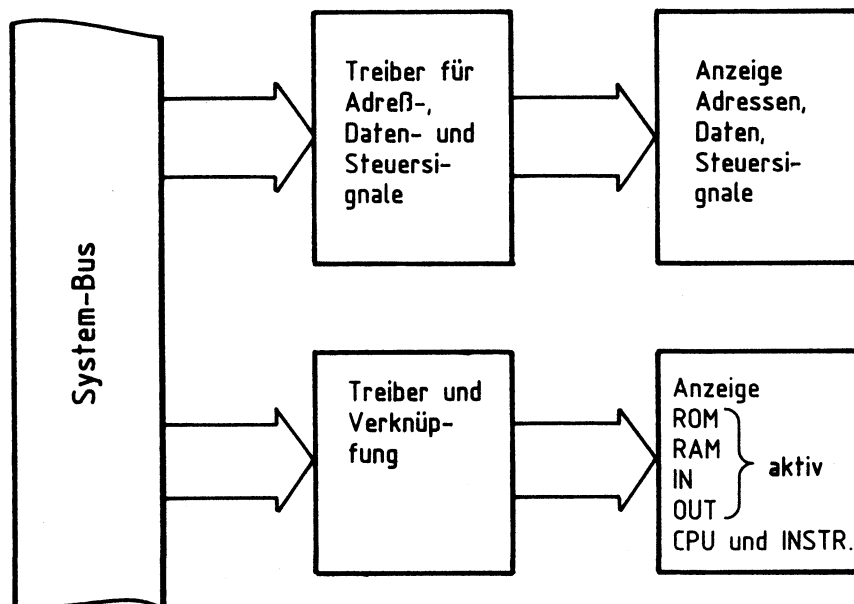 System-Bus
Treiber für
Adreß-,
Daten- und
Steuersi-
gnale
Anzeige
Adressen,
Daten,
Steuersi-
gnale
Treiber und
Verknüp-
fung
Anzeige
ROM
RAM
IN
OUT
aktiv
CPU und INSTR.